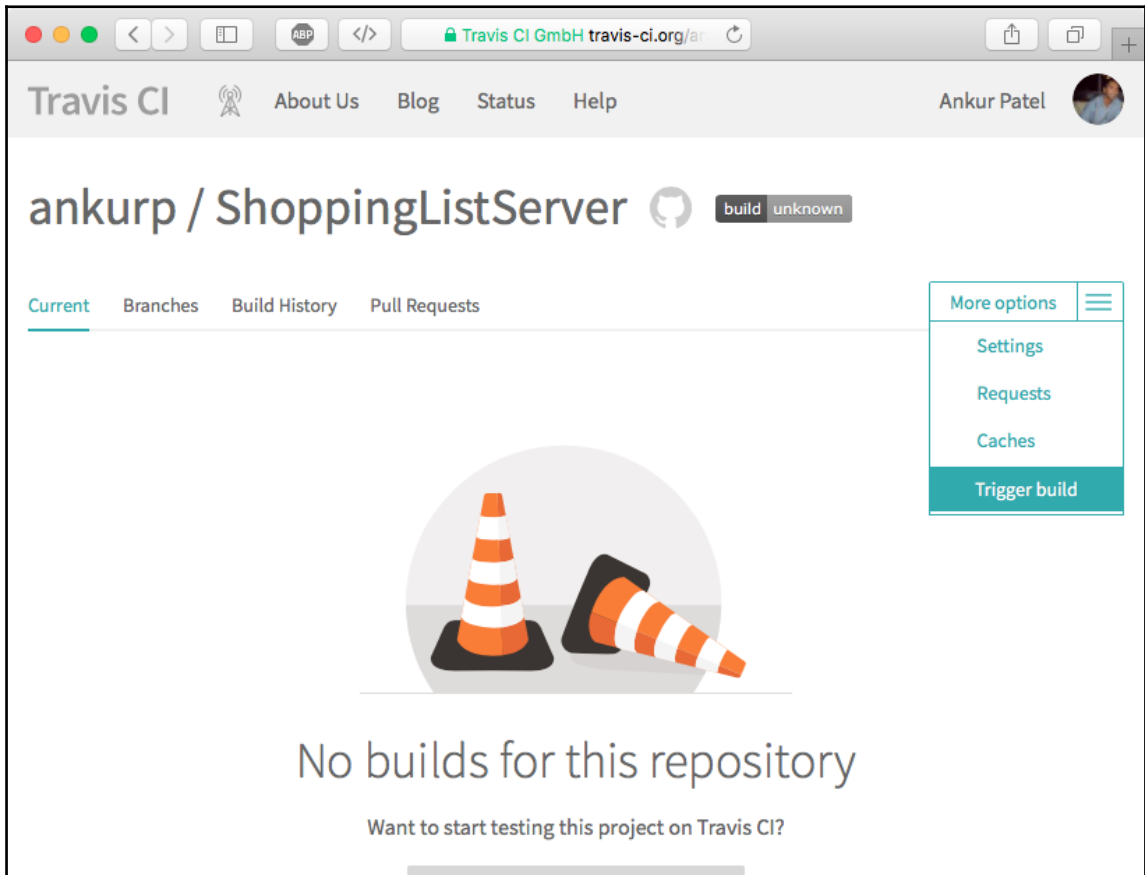 ABP </> Travis CI GmbH travis-ci.org/
Travis CI About Us Blog Status Help Ankur Patel
ankurp / ShoppingListServer build unknown
Current Branches Build History Pull Requests More options
Settings
Requests
Caches
Trigger build
No builds for this repository
Want to start testing this project on Travis CI?